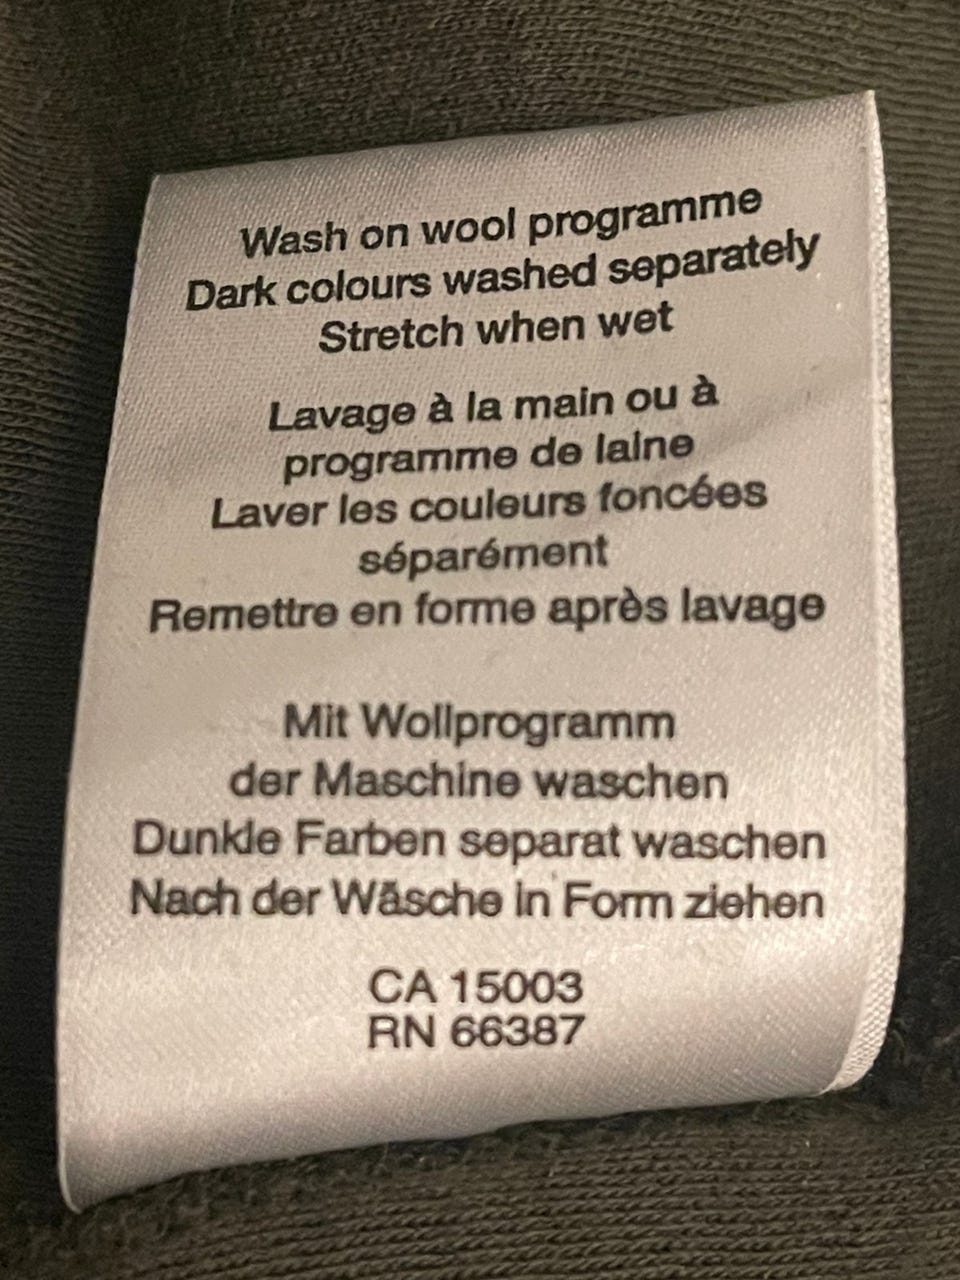 Wash on wool programme
Dark colours washed separately
Stretch when wet
Lavage à la main ou à
programme de laine
Laver les couleurs foncées
séparément
Remettre en forme après lavage
Mit Wollprogramm
der Maschine waschen
Dunkle Farben separat waschen
Nach der Wäsche in Form ziehen
CA 15003
RN 66387